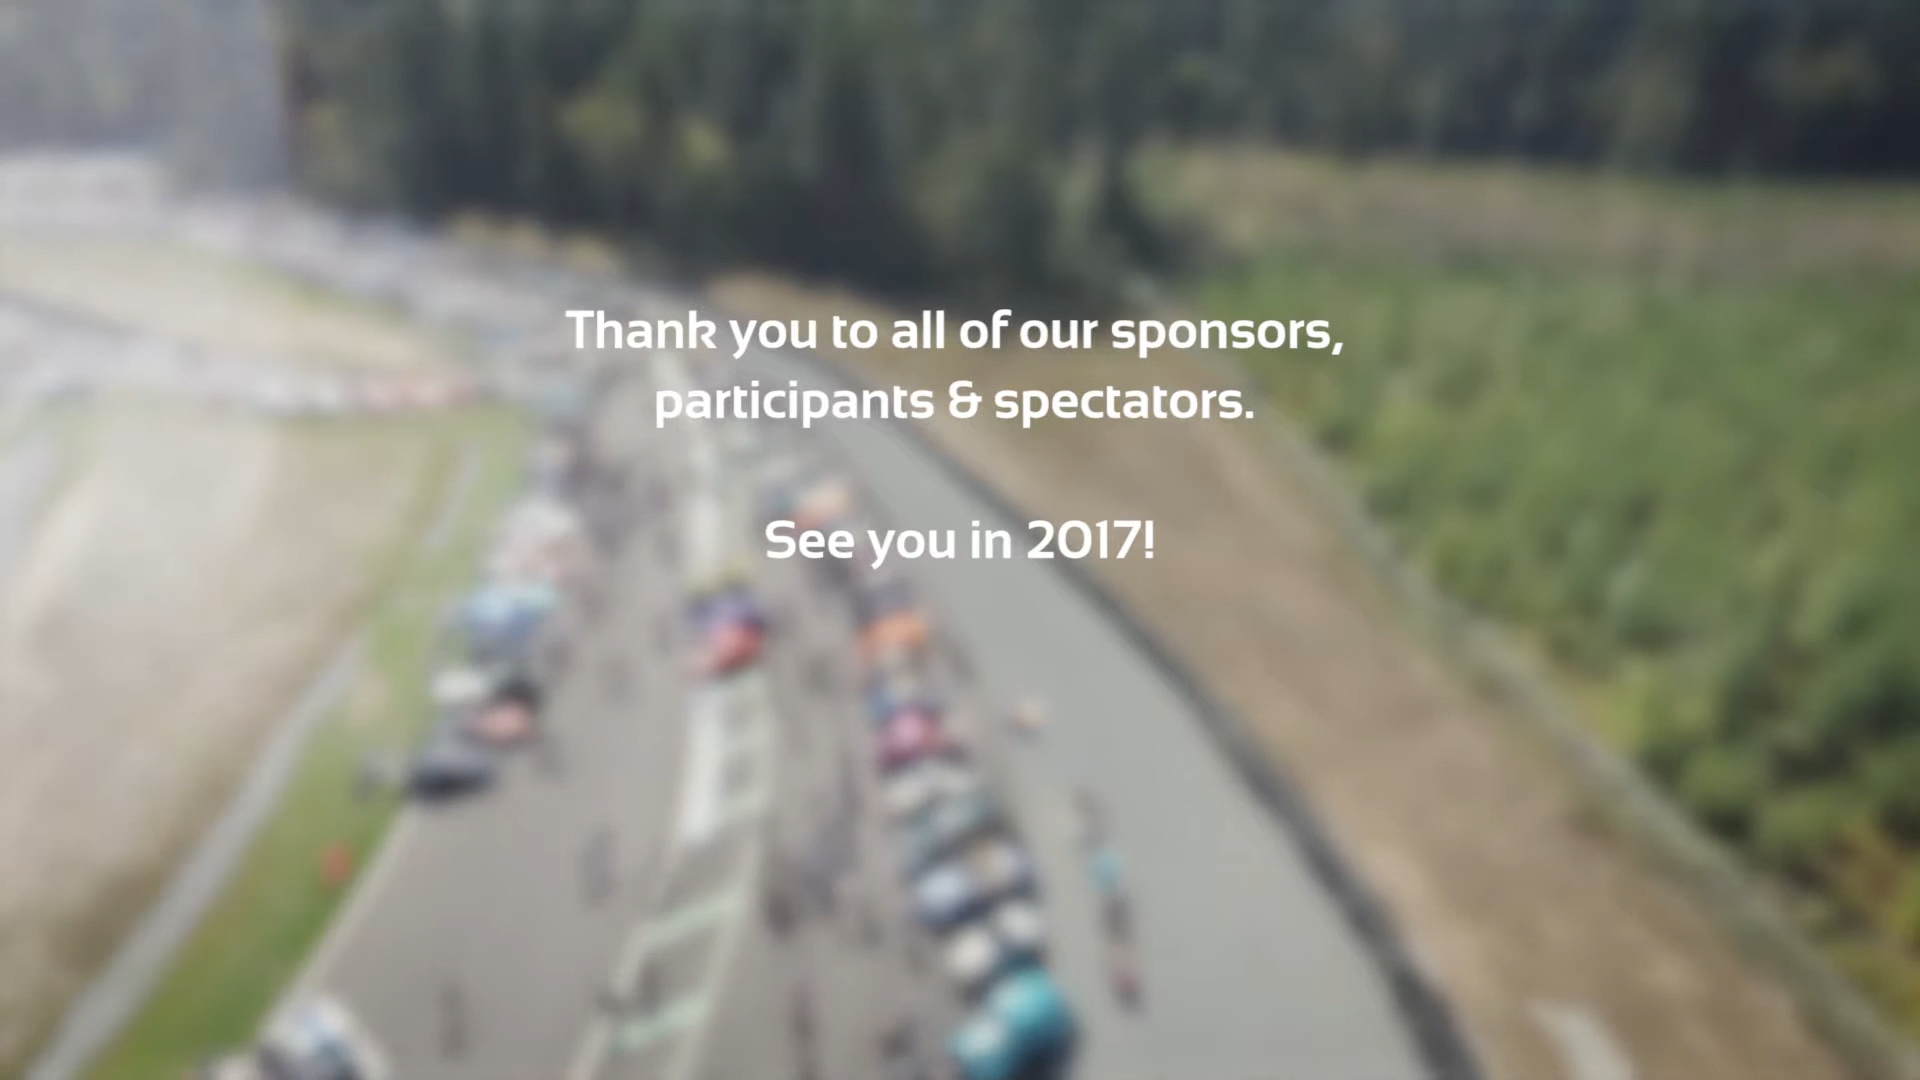 Thank you to all of our sponsors,
participants & spectators.
See you in 2017!